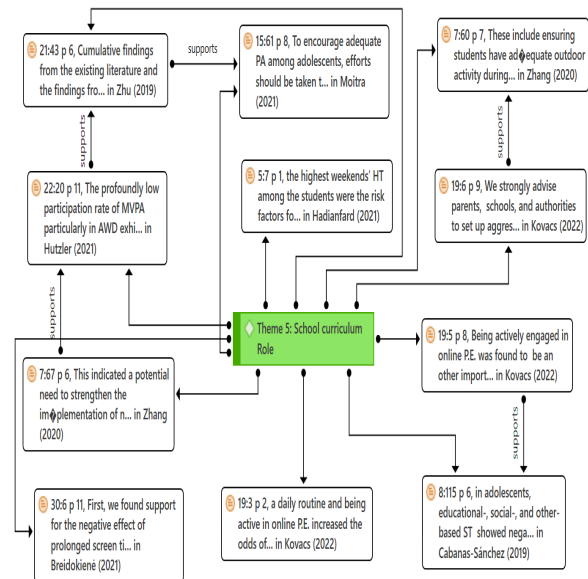 21:43 p 6, Cumulative findings
from the existing literature and
the findings fro... in Zhu (2019)
supports
15:61 p 8, To encourage adequate
PA among adolescents, efforts
should be taken t... in Moitra
(2021)
7:60 p 7, These include ensuring
students have ad�equate outdoor
activity during... in Zhang
(2020)
supports
supports
22:20 p 11, The profoundly low
participation rate of MVPA
particularly in AWD exhi... in
Hutzler (2021)
5:7 p 1, the highest weekends' HT
among the students were the risk
factors fo... in Hadianfard (2021)
19:6 p 9, We strongly advise
parents, schools, and authorities
to set up aggres... in Kovacs (2022)
supports
Theme 5: School curriculum
Role
19:5 p 8, Being actively engaged in
online P.E. was found to be an
other import... in Kovacs (2022)
7:67 p 6, This indicated a potential
need to strengthen the
im�plementation of n... in Zhang
(2020)
supports
30:6 p 11, First, we found support
for the negative effect of
prolonged screen ti... in
Breidokienė (2021)
19:3 p 2, a daily routine and being
active in online P.E. increased the
odds of... in Kovacs (2022)
8:115 p 6, in adolescents,
educational-, social-, and other-
based ST showed nega... in
Cabanas-Sánchez (2019)